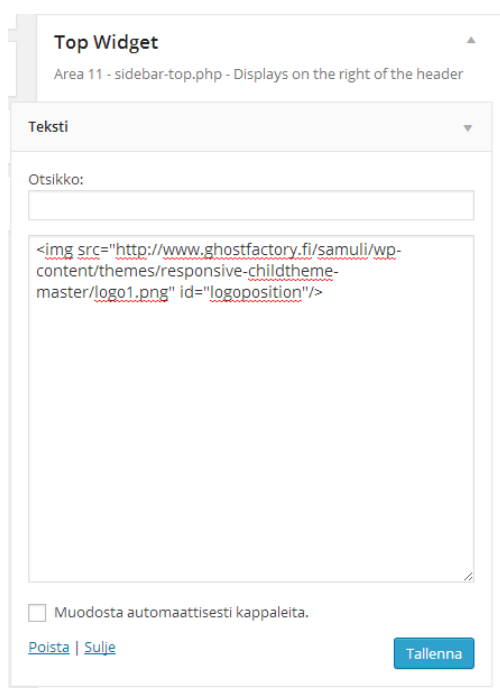 Top Widget
Area 11 - sidebar-top.php - Displays on the right of the header
Teksti
Otsikko:
<img src="http://www.ghostfactory.fi/samuli/wp-
content/themes/responsive-childtheme-
master/logo1.png" id="logoposition"/>
Muodosta automaattisesti kappaleita.
Poista | Sulje
Tallenna